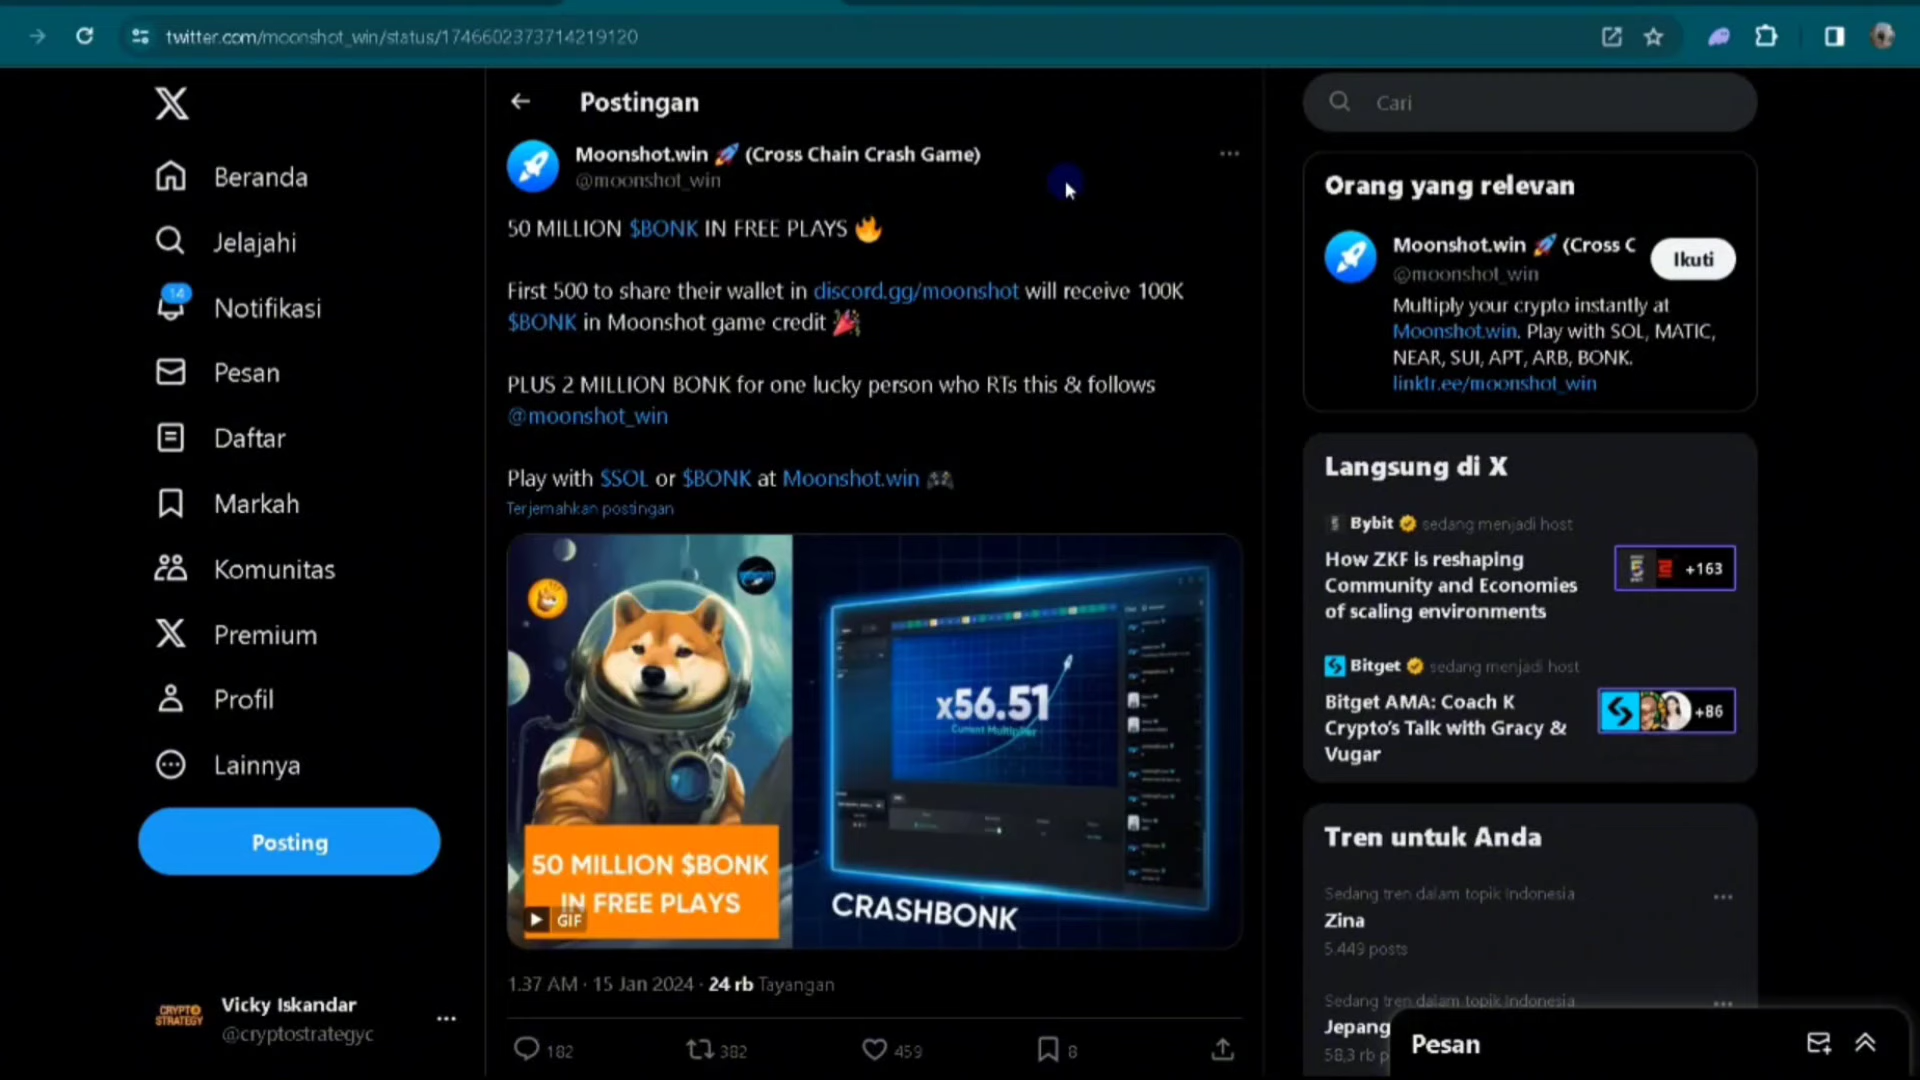 twitter.com/moonshot_win/status/1746602373714219120
Beranda
Jelajahi
14
Notifikasi
Pesan
Daftar
Markah
Komunitas
Premium
Profil
Lainnya
Posting
CRYPTO
STRATEGY
Vicky Iskandar
@cryptostrategyc
Postingan
Moonshot.win 🚀 (Cross Chain Crash Game)
@moonshot_win
50 MILLION $BONK IN FREE PLAYS 🔥
First 500 to share their wallet in discord.gg/moonshot will receive 100K
$BONK in Moonshot game credit 🎉
PLUS 2 MILLION BONK for one lucky person who RTs this & follows
@moonshot_win
Play with $SOL or $BONK at Moonshot.win 🎮
Terjemahkan postingan
50 MILLION $BONK
IN FREE PLAYS
GIF
x56.51
Current Multiplier
CRASHBONK
1.37 AM · 15 Jan 2024 · 24 rb Tayangan
182
382
459
8
Cari
Orang yang relevan
Moonshot.win 🚀 (Cross C
Ikuti
@moonshot_win
Multiply your crypto instantly at
Moonshot.win. Play with SOL, MATIC,
NEAR, SUI, APT, ARB, BONK.
linktr.ee/moonshot_win
Langsung di X
Bybit sedang menjadi host
How ZKF is reshaping
Community and Economies
of scaling environments
+163
Bitget sedang menjadi host
Bitget AMA: Coach K
Crypto's Talk with Gracy &
Vugar
+86
Tren untuk Anda
Sedang tren dalam topik Indonesia
Zina
5.449 posts
Sedang tren dalam topik Indonesia
Jepang
58,3 rb p
Pesan